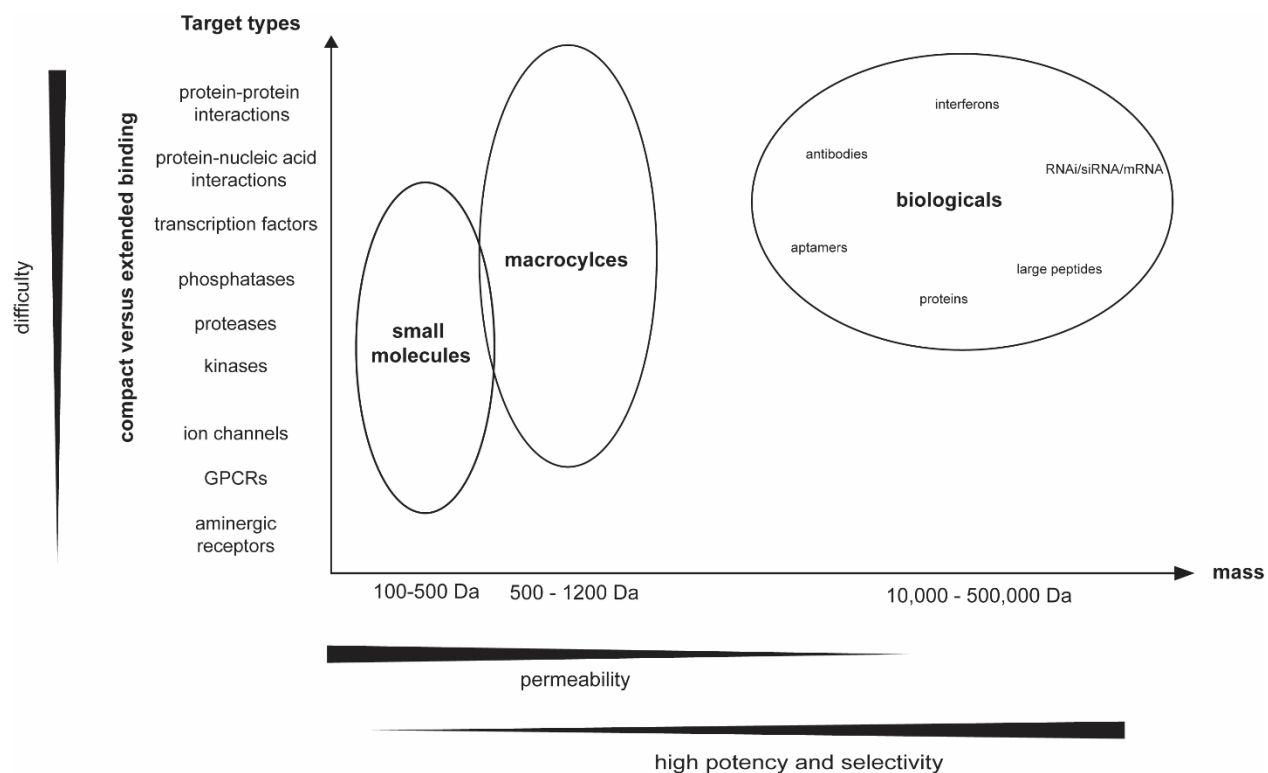 Target types
difficulty
compact versus extended binding
protein-protein
interactions
protein-nucleic acid
interactions
transcription factors
phosphatases
proteases
kinases
ion channels
GPCRs
aminergic
receptors
small
molecules
macrocylces
interferons
antibodies
RNAi/siRNA/mRNA
biologicals
aptamers
large peptides
proteins
mass
100-500 Da
500 - 1200 Da
10,000 - 500,000 Da
permeability
high potency and selectivity